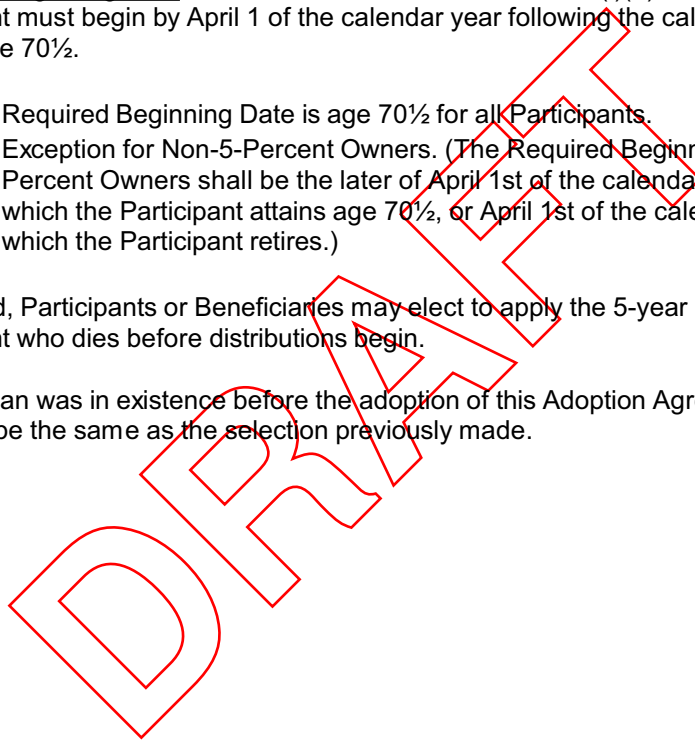 t must begin by April 1 of the calendar year following the cal
e 70½.
Required Beginning Date is age 70½ for all Participants.
Exception for Non-5-Percent Owners. (The Required Beginn
Percent Owners shall be the later of April 1st of the calenda
which the Participant attains age 70½, or April 1st of the cale
which the Participant retires.)
d, Participants or Beneficiaries may elect to apply the 5-year
t who dies before distributions begin.
an was in existence before the adoption of this Adoption Agr
be the same as the selection previously made.
DRAFT